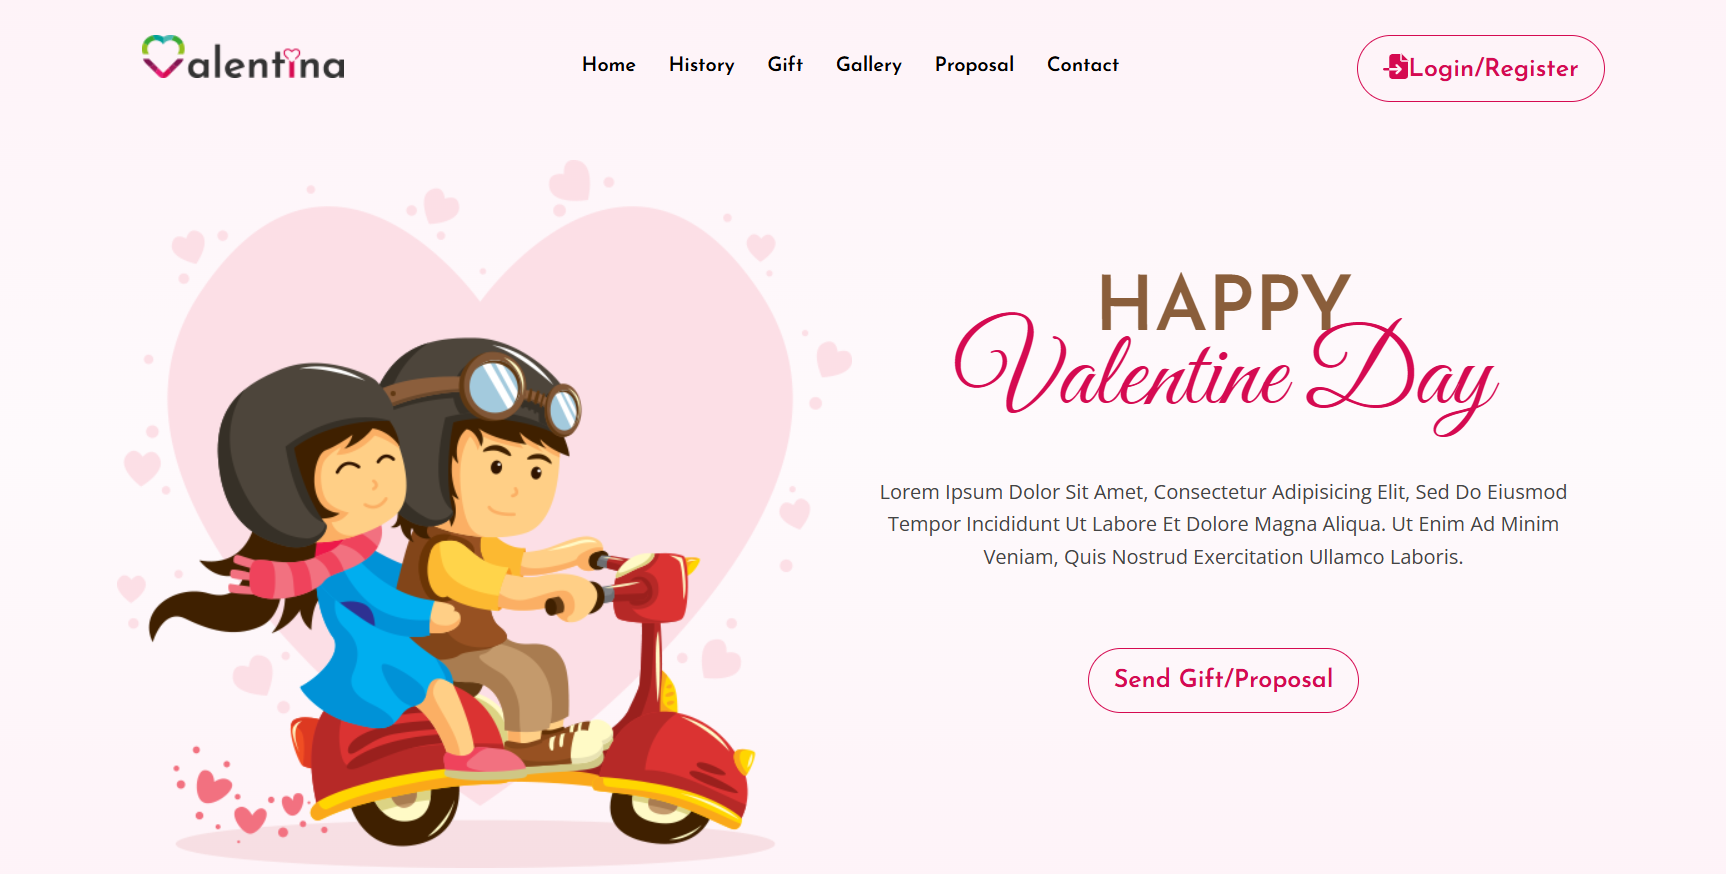 Valentina
Home History Gift Gallery Proposal Contact
Login/Register
HAPPY
Valentine Day
Lorem Ipsum Dolor Sit Amet, Consectetur Adipisicing Elit, Sed Do Eiusmod
Tempor Incididunt Ut Labore Et Dolore Magna Aliqua. Ut Enim Ad Minim
Veniam, Quis Nostrud Exercitation Ullamco Laboris.
Send Gift/Proposal